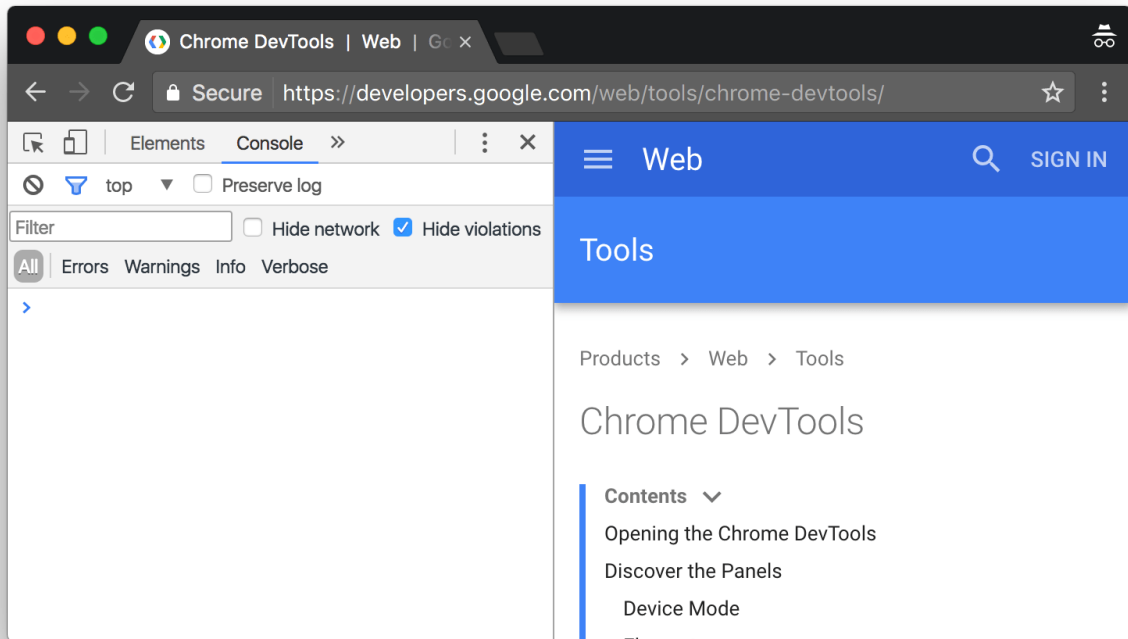 Chrome DevTools | Web | Go
Secure https://developers.google.com/web/tools/chrome-devtools/
Elements Console
top Preserve log
Filter Hide network Hide violations
All Errors Warnings Info Verbose
Web SIGN IN
Tools
Products Web Tools
Chrome DevTools
Contents
Opening the Chrome DevTools
Discover the Panels
Device Mode